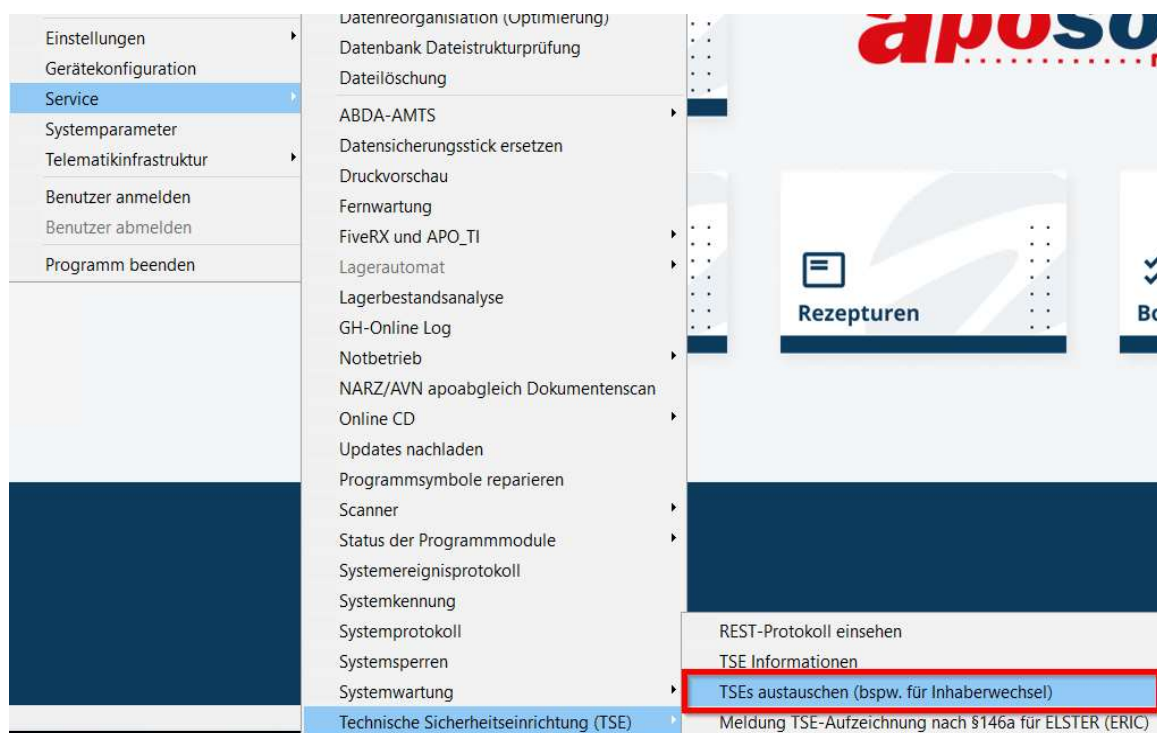 Einstellungen
Gerätekonfiguration
Service
Systemparameter
Telematikinfrastruktur
Benutzer anmelden
Benutzer abmelden
Programm beenden
Datenreorganisation (Optimierung)
Datenbank Dateistrukturprüfung
Dateilöschung
ABDA-AMTS
Datensicherungsstick ersetzen
Druckvorschau
Fernwartung
FiveRX und APO_TI
Lagerautomat
Lagerbestandsanalyse
GH-Online Log
Notbetrieb
NARZ/AVN apoabgleich Dokumentenscan
Online CD
Updates nachladen
Programmsymbole reparieren
Scanner
Status der Programmmodule
Systemereignisprotokoll
Systemkennung
Systemprotokoll
Systemsperren
Systemwartung
Technische Sicherheitseinrichtung (TSE)
REST-Protokoll einsehen
TSE Informationen
TSEs austauschen (bspw. für Inhaberwechsel)
Meldung TSE-Aufzeichnung nach §146a für ELSTER (ERIC)
aposo
Rezepturen